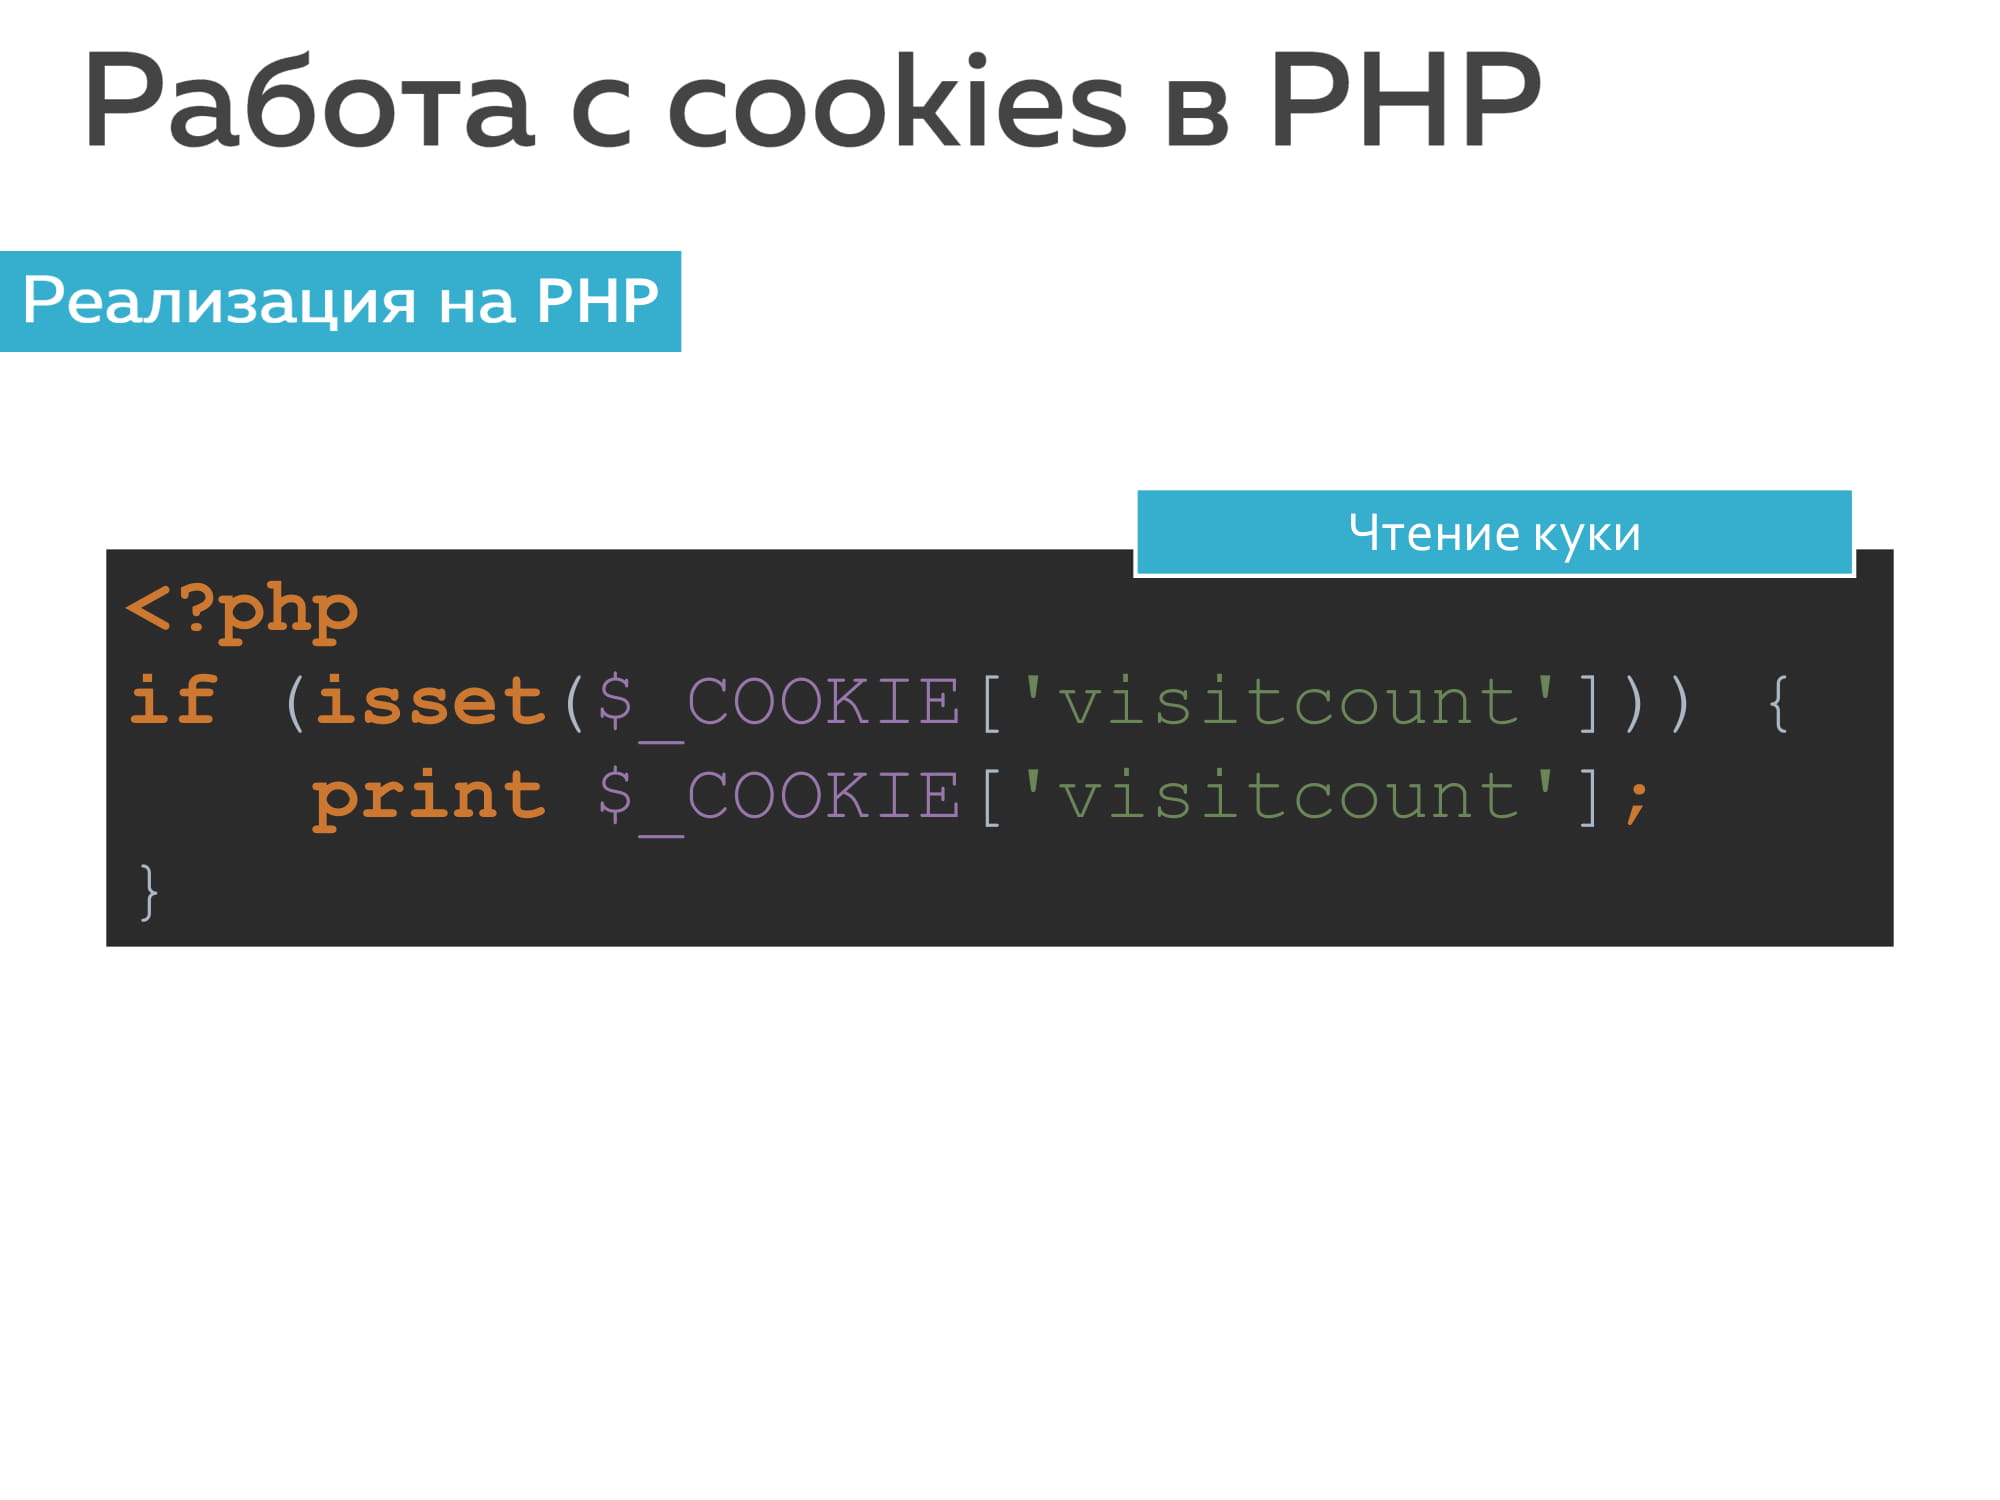 Работа с cookies в PHP
Реализация на PHP
Чтение куки
<?php
if (isset($_COOKIE['visitcount'])) {
    print $_COOKIE['visitcount'];
}